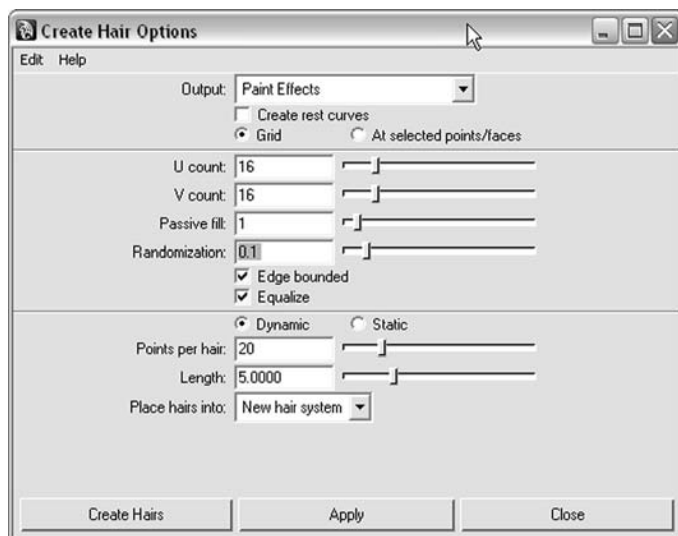 Create Hair Options
Edit Help
Output: Paint Effects
Create rest curves
Grid At selected points/faces
U count: 16
V count: 16
Passive fill: 1
Randomization: 0.1
Edge bounded
Equalize
Dynamic Static
Points per hair: 20
Length: 5.0000
Place hairs into: New hair system
Create Hairs Apply Close